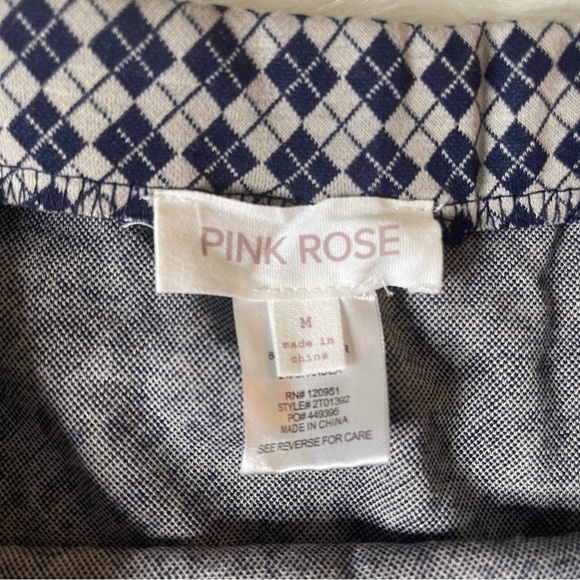 PINK ROSE
M
made in
china
RN# 120951
STYLE# 2T01392
PO# 449395
MADE IN CHINA
SEE REVERSE FOR CARE